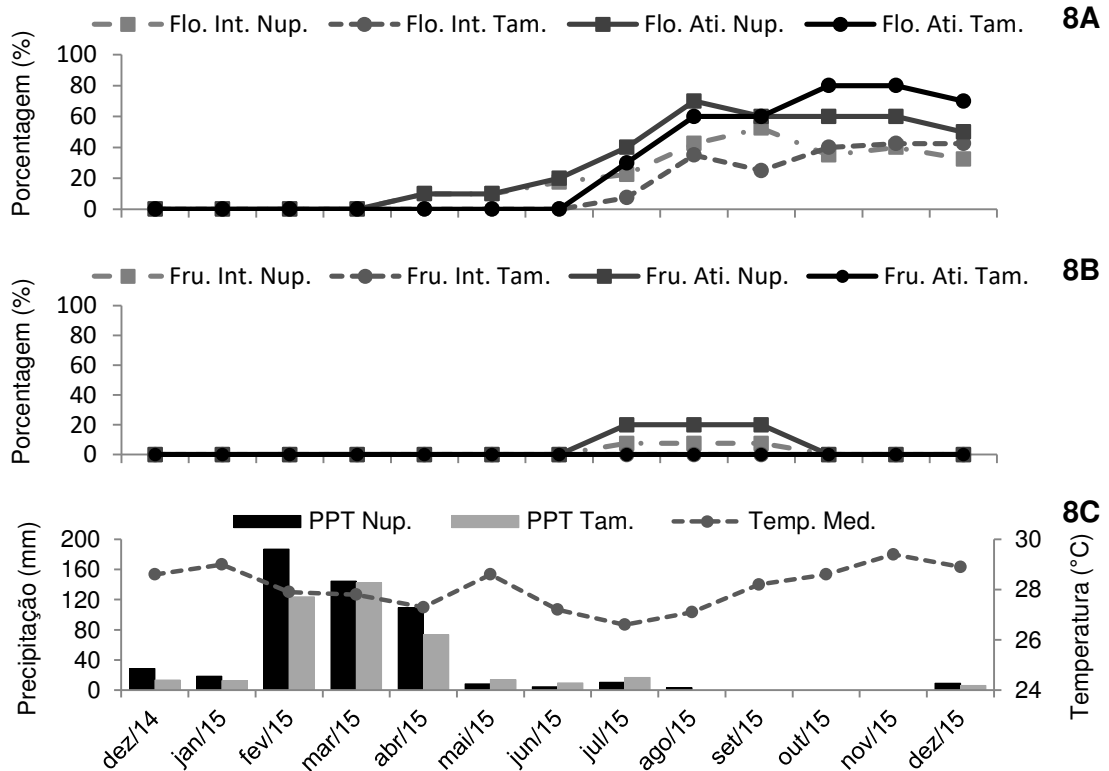 Flo. Int. Nup. Flo. Int. Tam. Flo. Ati. Nup. Flo. Ati. Tam.
8A
Porcentagem (%)
100
80
60
40
20
0
Fru. Int. Nup. Fru. Int. Tam. Fru. Ati. Nup. Fru. Ati. Tam.
8B
Porcentagem (%)
100
80
60
40
20
0
PPT Nup. PPT Tam. Temp. Med.
8C
Precipitação (mm)
200
160
120
80
40
0
30
28
26
24
Temperatura (°C)
dez/14 jan/15 fev/15 mar/15 abr/15 mai/15 jun/15 jul/15 ago/15 set/15 out/15 nov/15 dez/15